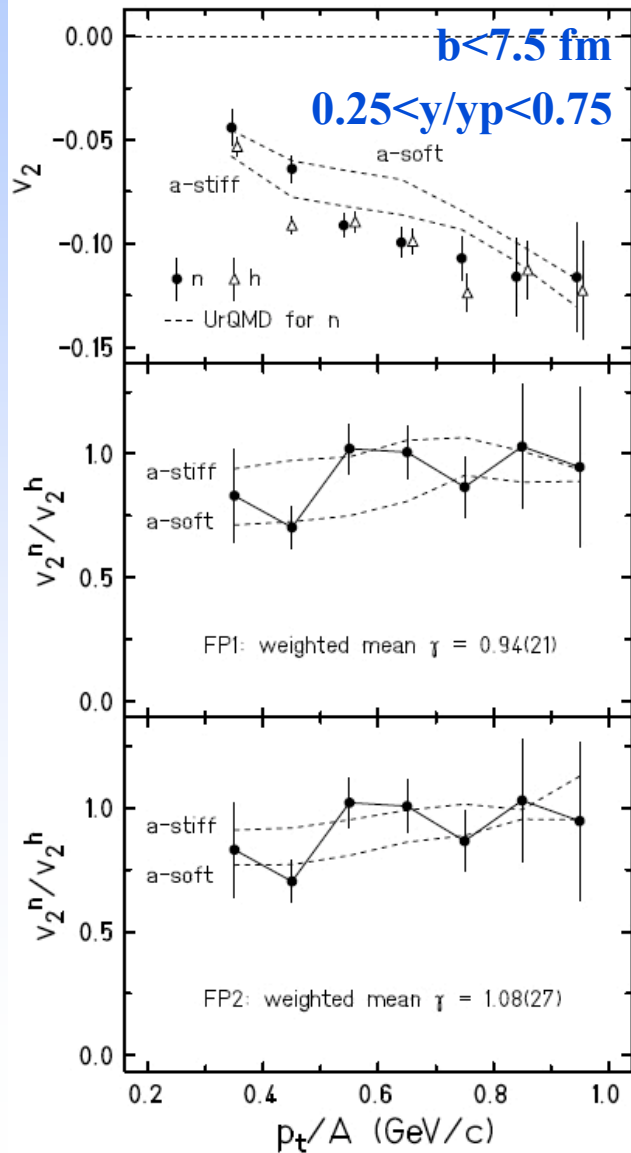 b<7.5 fm
0.25<y/yp<0.75
0.00
−0.05
−0.10
−0.15
v₂
a-soft
a-stiff
n h
---- UrQMD for n
1.0
0.5
0.0
v₂ⁿ/v₂ʰ
a-stiff
a-soft
FP1: weighted mean γ = 0.94(21)
1.0
0.5
0.0
v₂ⁿ/v₂ʰ
a-stiff
a-soft
FP2: weighted mean γ = 1.08(27)
0.2 0.4 0.6 0.8 1.0
pₜ/A (GeV/c)